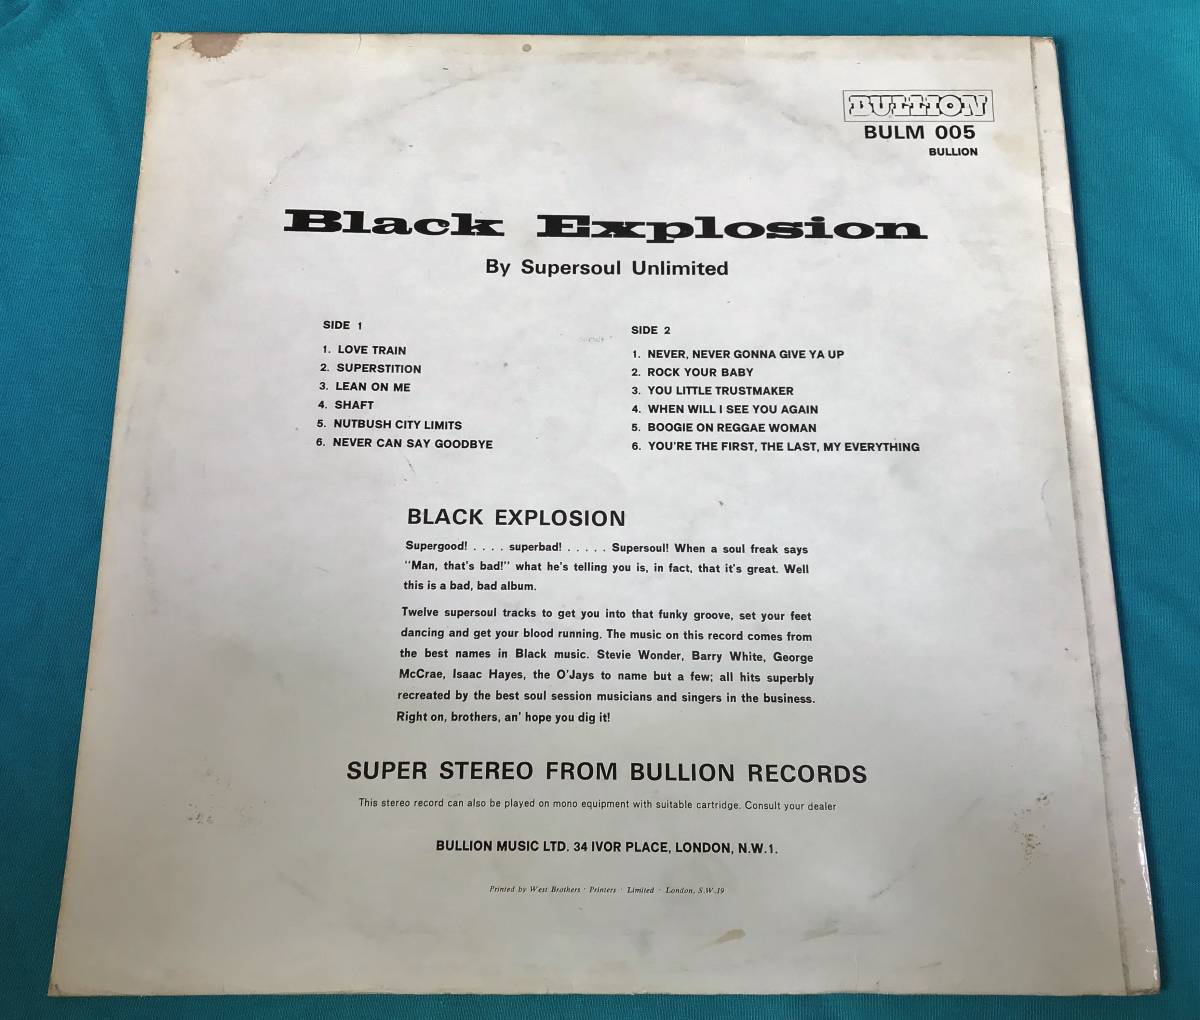 BULLION
BULM 005
BULLION
Black Explosion
By Supersoul Unlimited
SIDE 1
1. LOVE TRAIN
2. SUPERSTITION
3. LEAN ON ME
4. SHAFT
5. NUTBUSH CITY LIMITS
6. NEVER CAN SAY GOODBYE
SIDE 2
1. NEVER, NEVER GONNA GIVE YA UP
2. ROCK YOUR BABY
3. YOU LITTLE TRUSTMAKER
4. WHEN WILL I SEE YOU AGAIN
5. BOOGIE ON REGGAE WOMAN
6. YOU'RE THE FIRST, THE LAST, MY EVERYTHING
BLACK EXPLOSION
Supergood! . . . . superbad! . . . . . Supersoul! When a soul freak says
"Man, that's bad!" what he's telling you is, in fact, that it's great. Well
this is a bad, bad album.
Twelve supersoul tracks to get you into that funky groove, set your feet
dancing and get your blood running. The music on this record comes from
the best names in Black music. Stevie Wonder, Barry White, George
McCrae, Isaac Hayes, the O'Jays to name but a few; all hits superbly
recreated by the best soul session musicians and singers in the business.
Right on, brothers, an' hope you dig it!
SUPER STEREO FROM BULLION RECORDS
This stereo record can also be played on mono equipment with suitable cartridge. Consult your dealer
BULLION MUSIC LTD. 34 IVOR PLACE, LONDON, N.W.1.
Printed by West Brothers · Printers · Limited · London, S.W.19